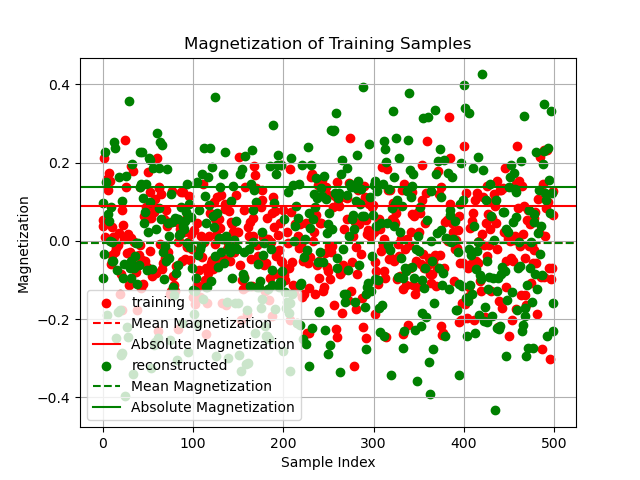 Magnetization of Training Samples
Magnetization
0.4
0.2
0.0
−0.2
−0.4
training
Mean Magnetization
Absolute Magnetization
reconstructed
Mean Magnetization
Absolute Magnetization
0
100
200
300
400
500
Sample Index